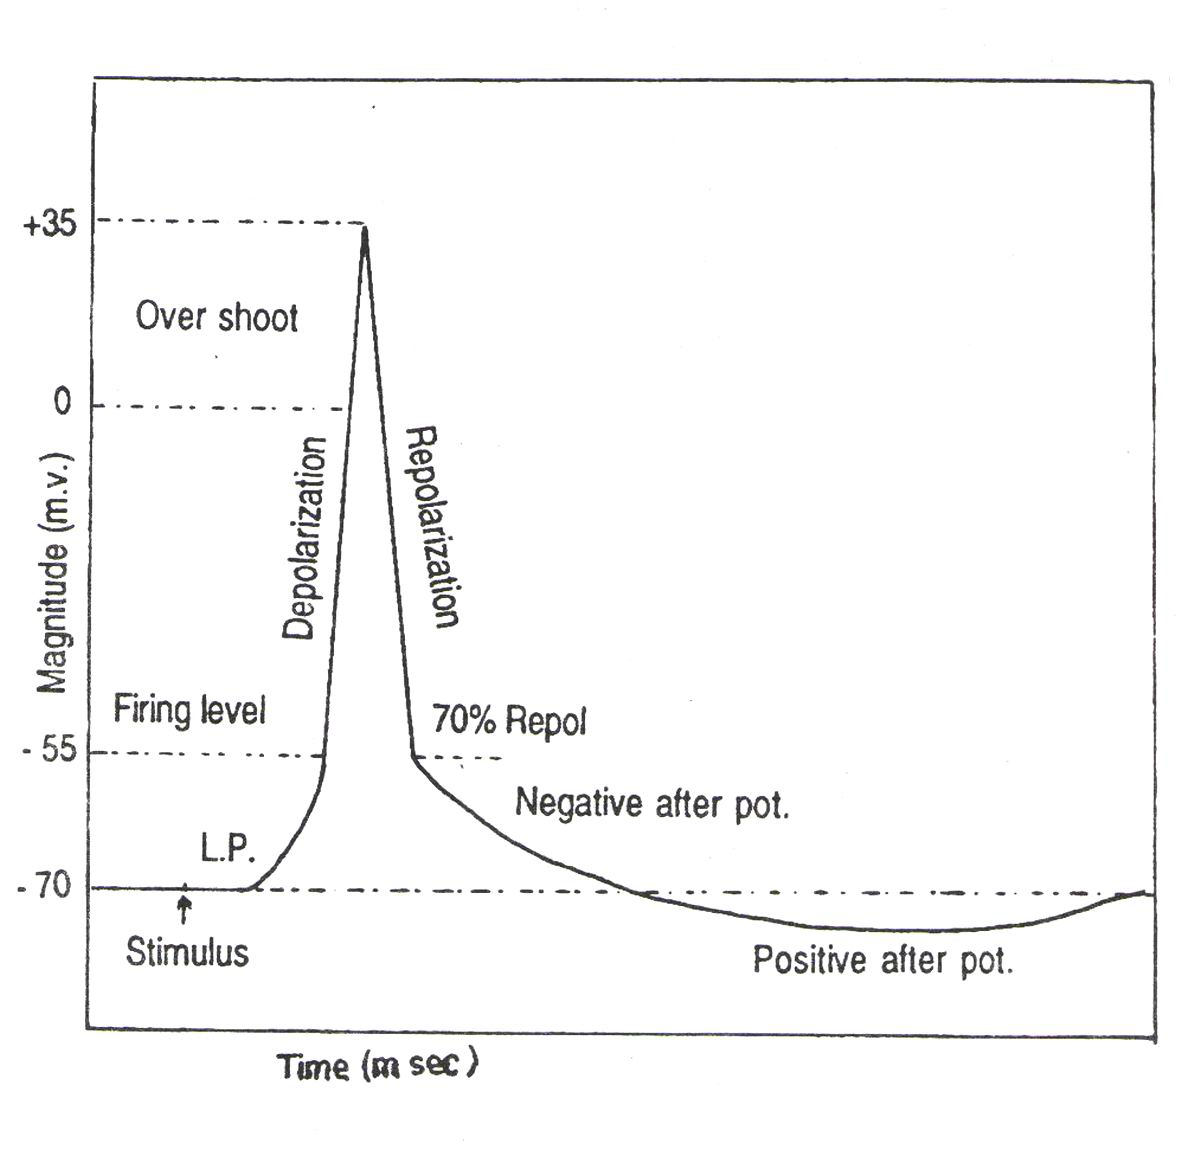 +35
Over shoot
0
Depolarization
Repolarization
Magnitude (m.v.)
Firing level
70% Repol
- 55
Negative after pot.
L.P.
- 70
Stimulus
Positive after pot.
Time (m sec)